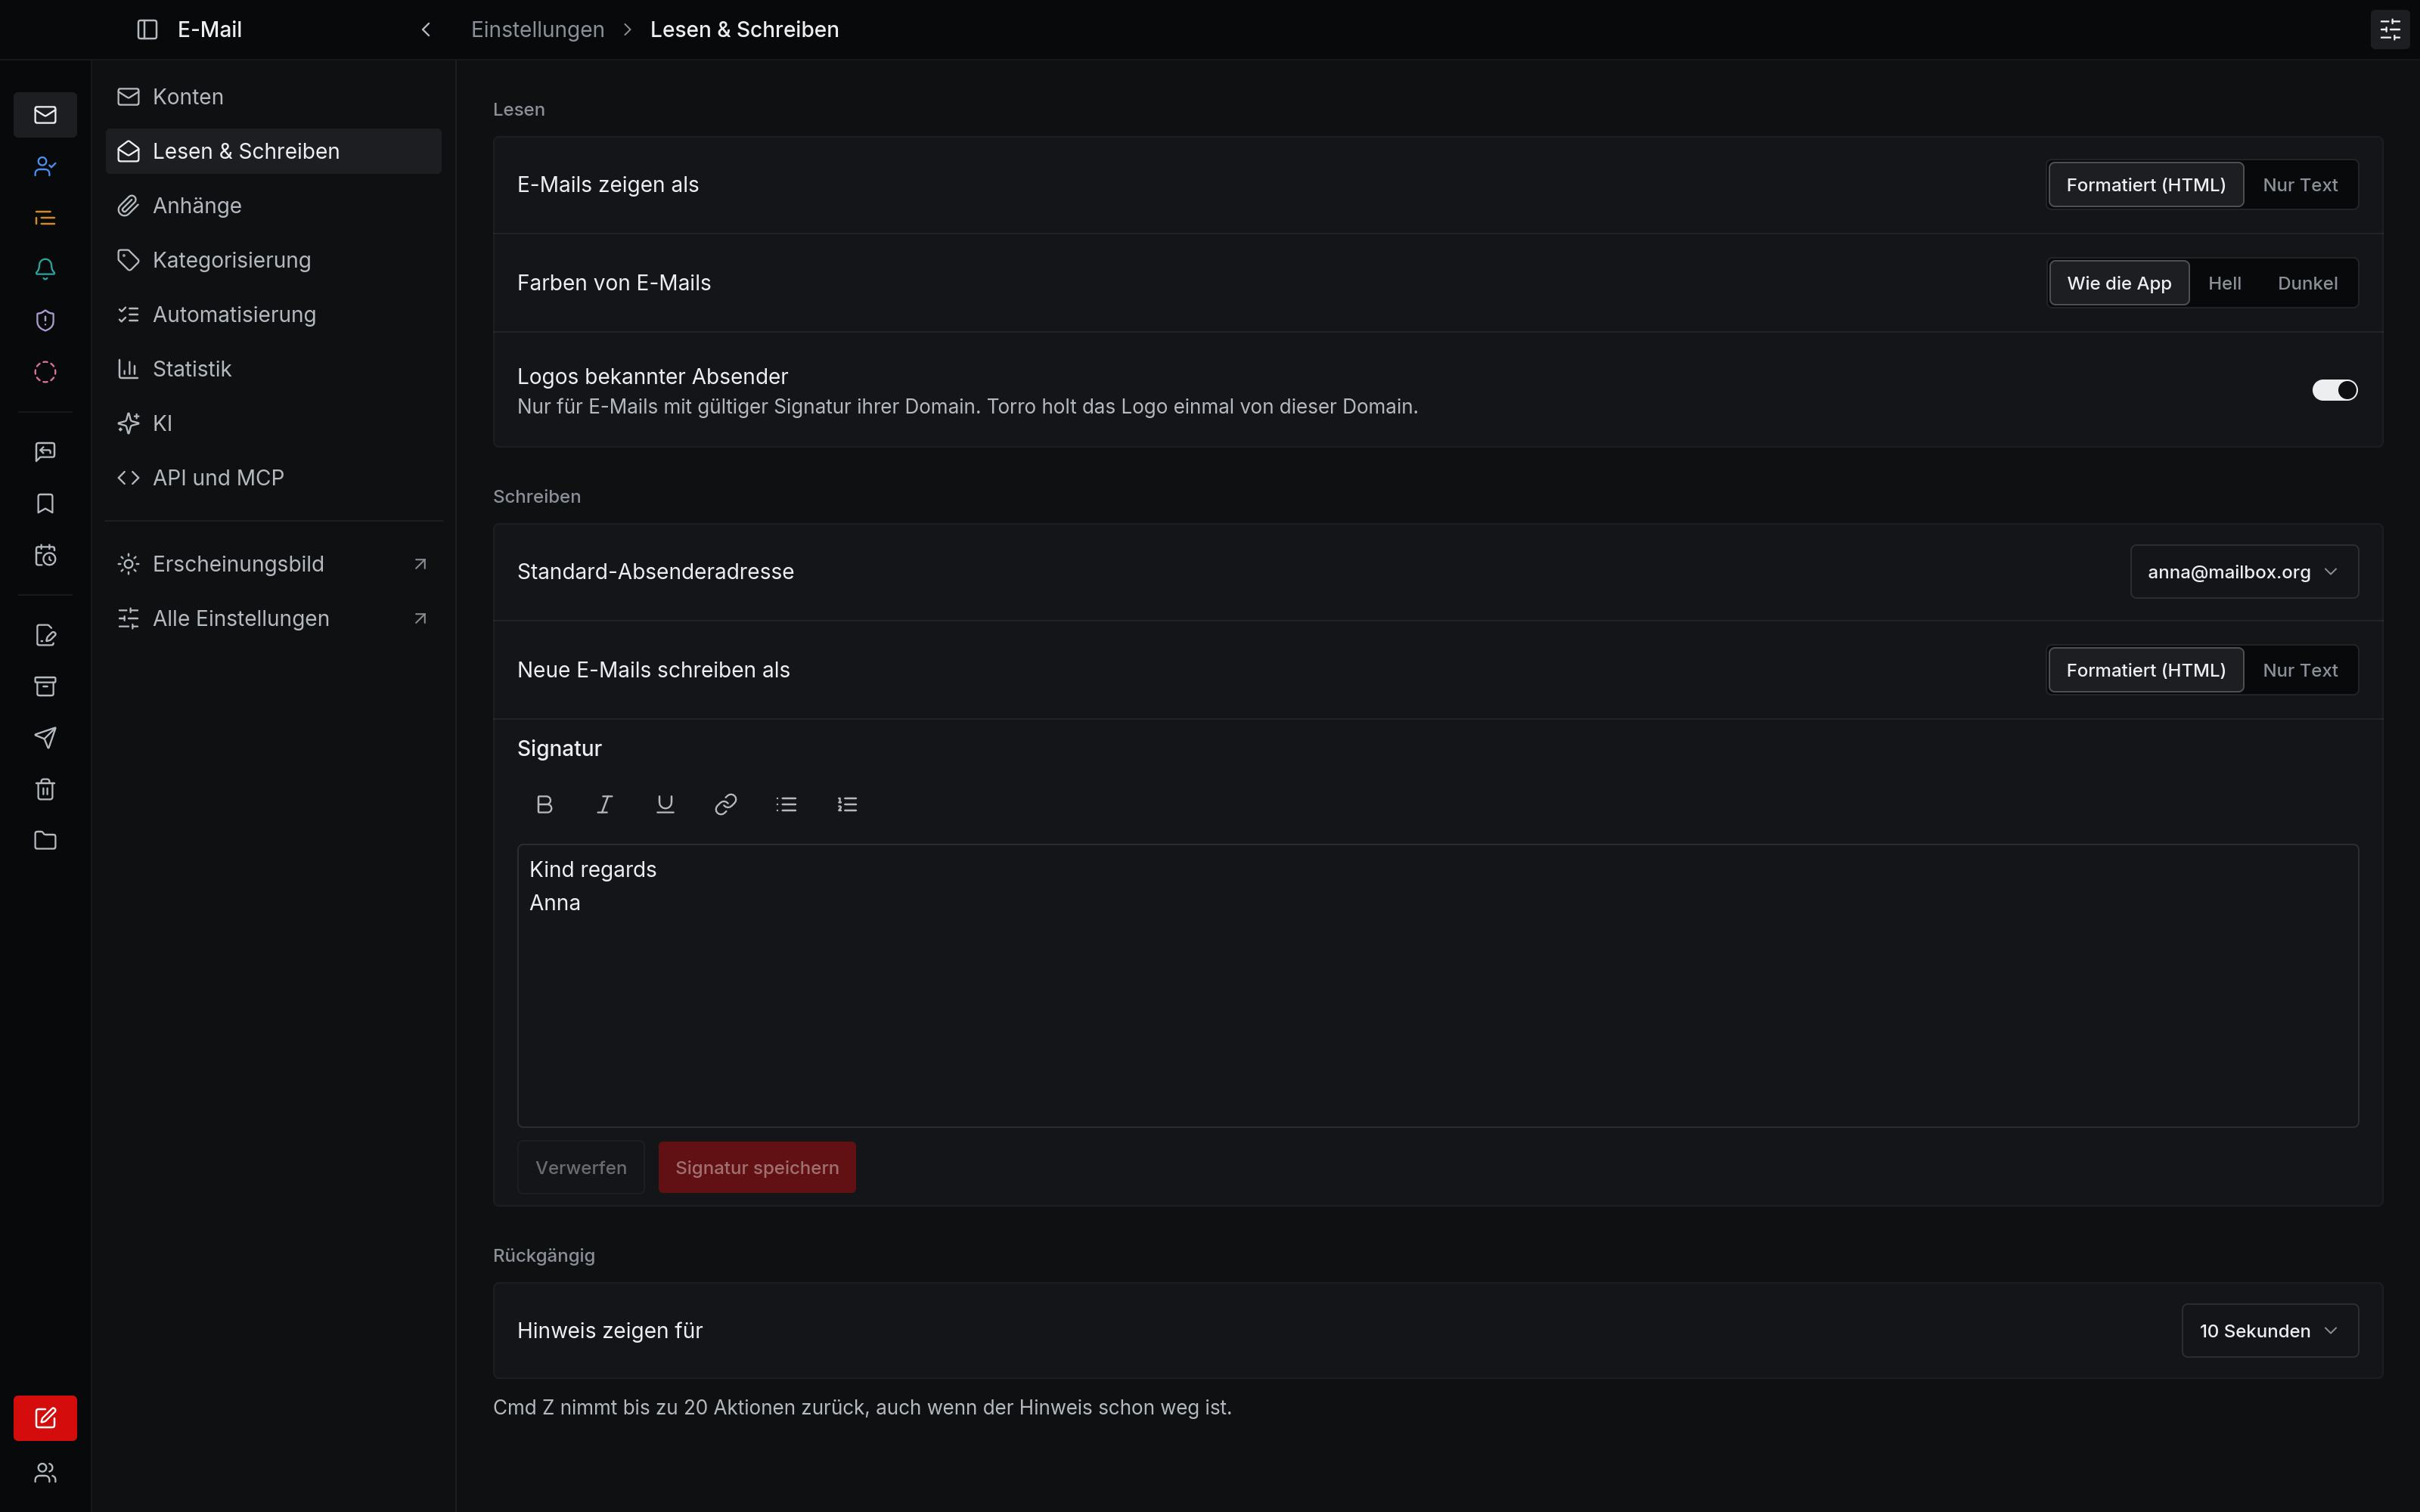 E-Mail
Einstellungen > Lesen & Schreiben
Konten
Lesen & Schreiben
Anhänge
Kategorisierung
Automatisierung
Statistik
KI
API und MCP
Erscheinungsbild
Alle Einstellungen
Lesen
E-Mails zeigen als
Formatiert (HTML) Nur Text
Farben von E-Mails
Wie die App Hell Dunkel
Logos bekannter Absender
Nur für E-Mails mit gültiger Signatur ihrer Domain. Torro holt das Logo einmal von dieser Domain.
Schreiben
Standard-Absenderadresse
anna@mailbox.org
Neue E-Mails schreiben als
Formatiert (HTML) Nur Text
Signatur
Kind regards
Anna
Verwerfen Signatur speichern
Rückgängig
Hinweis zeigen für
10 Sekunden
Cmd Z nimmt bis zu 20 Aktionen zurück, auch wenn der Hinweis schon weg ist.